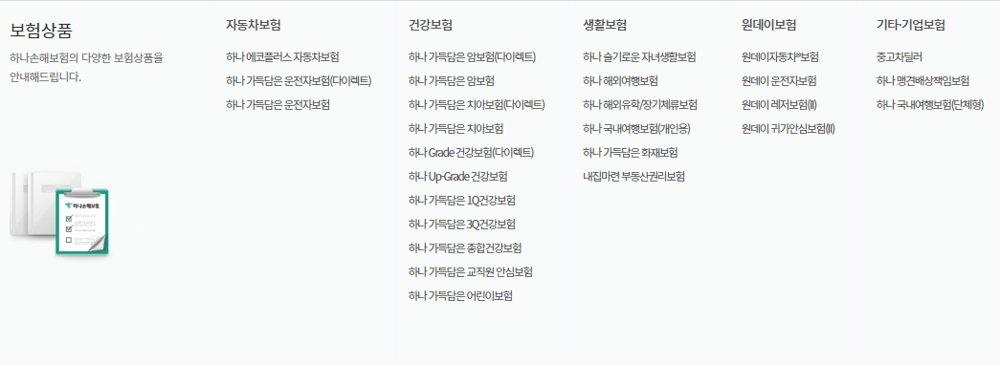 보험상품
하나손해보험의 다양한 보험상품을
안내해드립니다.
하나손해보험
자동차보험
하나 에코플러스 자동차보험
하나 가득담은 운전자보험(다이렉트)
하나 가득담은 운전자보험
건강보험
하나 가득담은 암보험(다이렉트)
하나 가득담은 암보험
하나 가득담은 치아보험(다이렉트)
하나 가득담은 치아보험
하나 Grade 건강보험(다이렉트)
하나 Up-Grade 건강보험
하나 가득담은 1Q건강보험
하나 가득담은 3Q건강보험
하나 가득담은 종합건강보험
하나 가득담은 교직원 안심보험
하나 가득담은 어린이보험
생활보험
하나 슬기로운 자녀생활보험
하나 해외여행보험
하나 해외유학/장기체류보험
하나 국내여행보험(개인용)
하나 가득담은 화재보험
내집마련 부동산권리보험
원데이보험
원데이자동차®보험
원데이 운전자보험
원데이 레저보험(II)
원데이 귀가안심보험(II)
기타·기업보험
중고차딜러
하나 맹견배상책임보험
하나 국내여행보험(단체형)